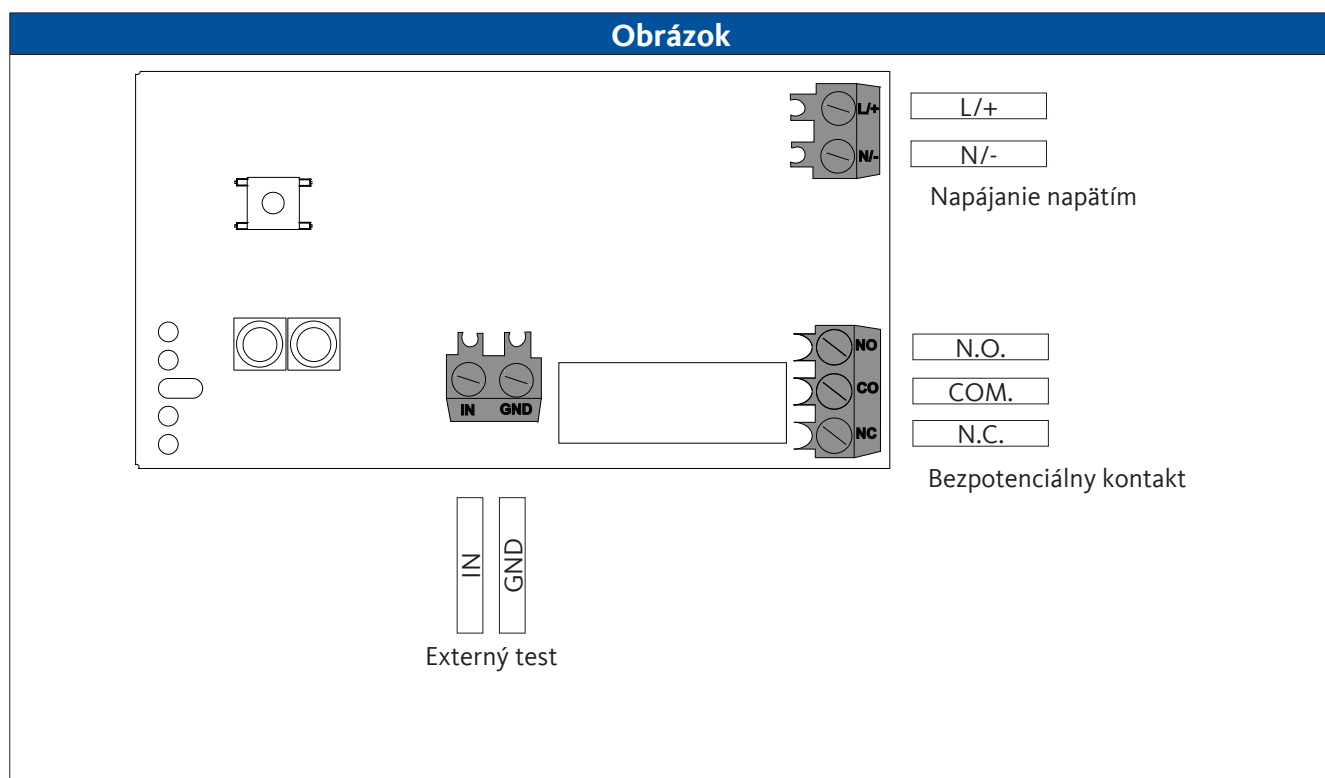 Obrázok
L/+ L/+
N/- N/-
Napájanie napätím
NO N.O.
CO COM.
NC N.C.
Bezpotenciálny kontakt
IN GND
IN GND
Externý test